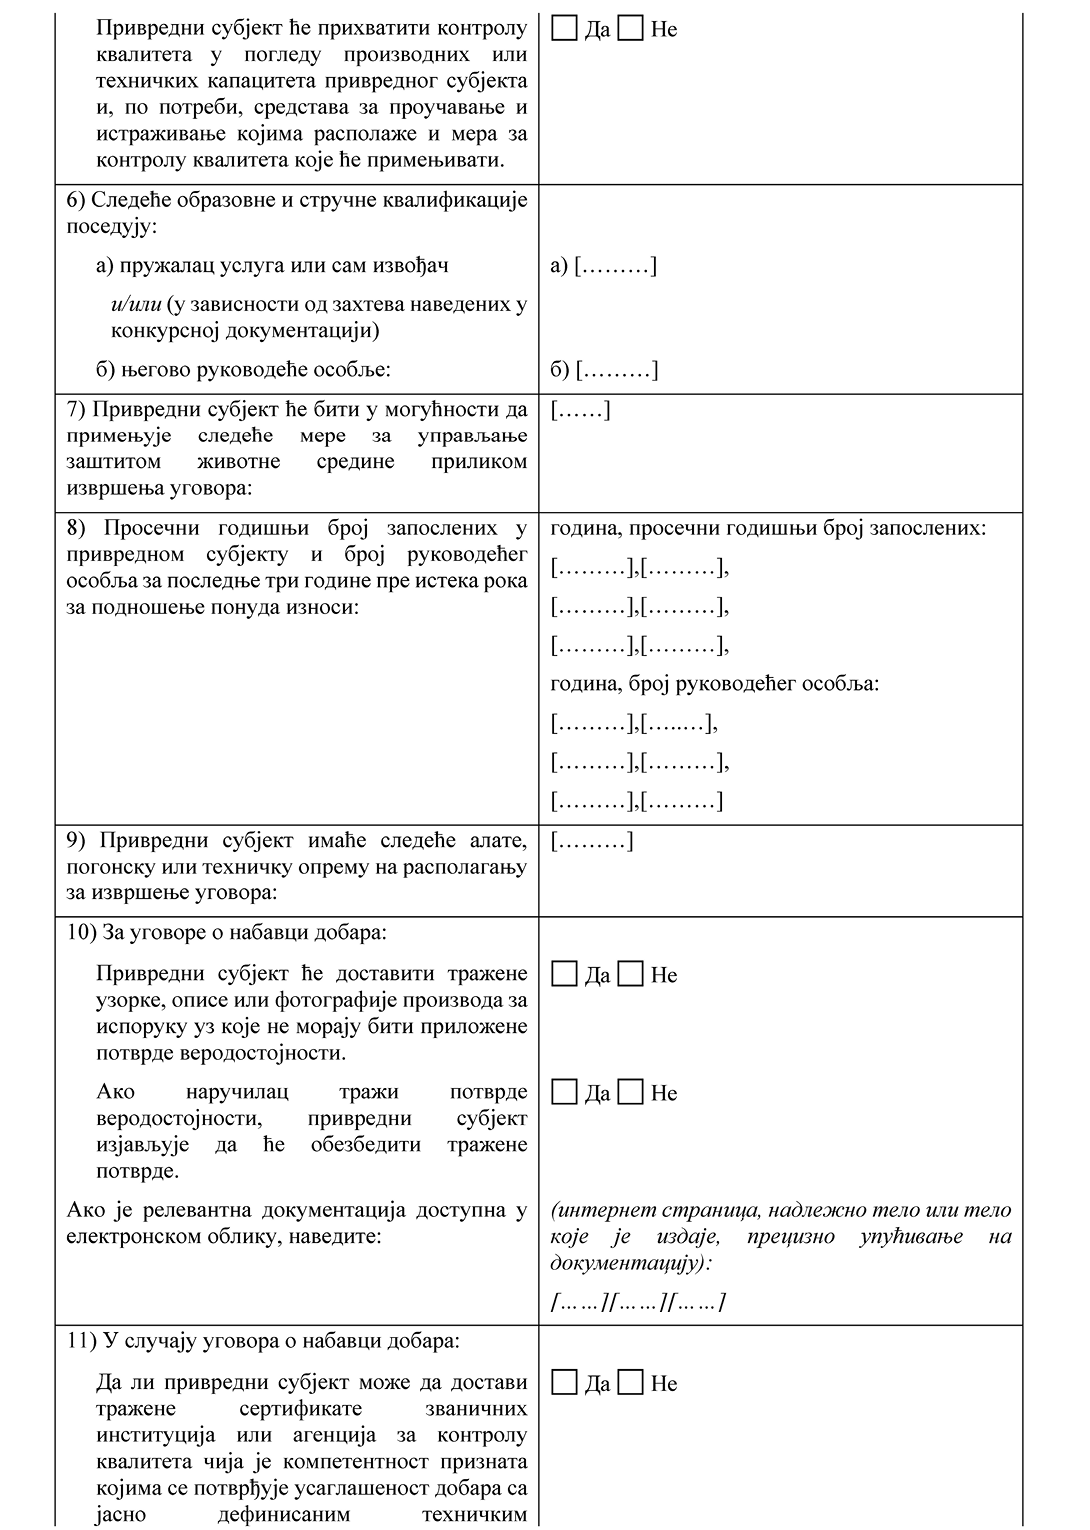 Привредни субјект ће прихватити контролу
квалитета у погледу производних или
техничких капацитета привредног субјекта
и, по потреби, средстава за проучавање и
истраживање којима располаже и мера за
контролу квалитета које ће примењивати.
Да Не
6) Следеће образовне и стручне квалификације
поседују:
а) пружалац услуга или сам извођач
а) [………]
и/или (у зависности од захтева наведених у
конкурсној документацији)
б) његово руководеће особље:
б) [………]
7) Привредни субјект ће бити у могућности да
примењује следеће мере за управљање
заштитом животне средине приликом
извршења уговора:
[……]
8) Просечни годишњи број запослених у
привредном субјекту и број руководећег
особља за последње три године пре истека рока
за подношење понуда износи:
година, просечни годишњи број запослених:
[………],[………],
[………],[………],
[………],[………],
година, број руководећег особља:
[………],[…..…],
[………],[………],
[………],[………]
9) Привредни субјект имаће следеће алате,
погонску или техничку опрему на располагању
за извршење уговора:
[………]
10) За уговоре о набавци добара:
Привредни субјект ће доставити тражене
узорке, описе или фотографије производа за
испоруку уз које не морају бити приложене
потврде веродостојности.
Да Не
Ако наручилац тражи потврде
веродостојности, привредни субјект
изјављује да ће обезбедити тражене
потврде.
Да Не
Ако је релевантна документација доступна у
електронском облику, наведите:
(интернет страница, надлежно тело или тело
које је издаје, прецизно упућивање на
документацију):
[……][……][……]
11) У случају уговора о набавци добара:
Да ли привредни субјект може да достави
тражене сертификате званичних
институција или агенција за контролу
квалитета чија је компетентност призната
којима се потврђује усаглашеност добара са
јасно дефинисаним техничким
Да Не